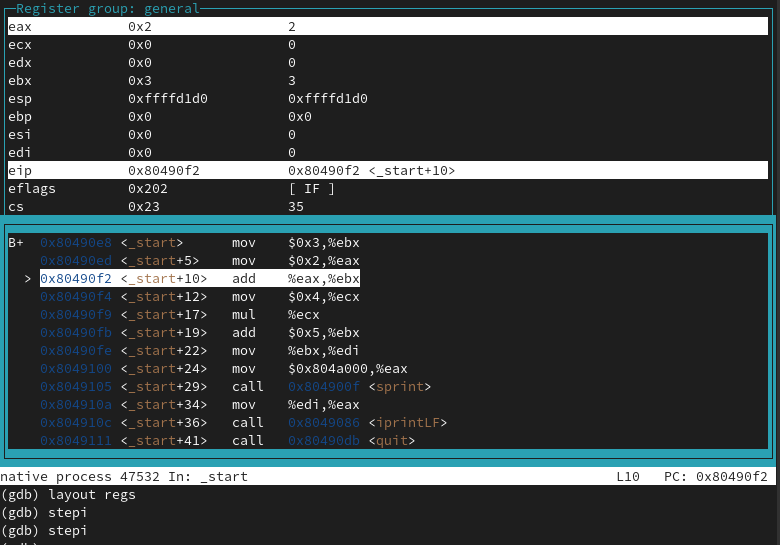 Register group: general
eax 0x2 2
ecx 0x0 0
edx 0x0 0
ebx 0x3 3
esp 0xffffd1d0 0xffffd1d0
ebp 0x0 0x0
esi 0x0 0
edi 0x0 0
eip 0x80490f2 0x80490f2 <_start+10>
eflags 0x202 [ IF ]
cs 0x23 35
B+ 0x80490e8 <_start> mov $0x3,%ebx
0x80490ed <_start+5> mov $0x2,%eax
> 0x80490f2 <_start+10> add %eax,%ebx
0x80490f4 <_start+12> mov $0x4,%ecx
0x80490f9 <_start+17> mul %ecx
0x80490fb <_start+19> add $0x5,%ebx
0x80490fe <_start+22> mov %ebx,%edi
0x8049100 <_start+24> mov $0x804a000,%eax
0x8049105 <_start+29> call 0x804900f <sprint>
0x804910a <_start+34> mov %edi,%eax
0x804910c <_start+36> call 0x8049086 <iprintLF>
0x8049111 <_start+41> call 0x80490db <quit>
native process 47532 In: _start L10 PC: 0x80490f2
(gdb) layout regs
(gdb) stepi
(gdb) stepi